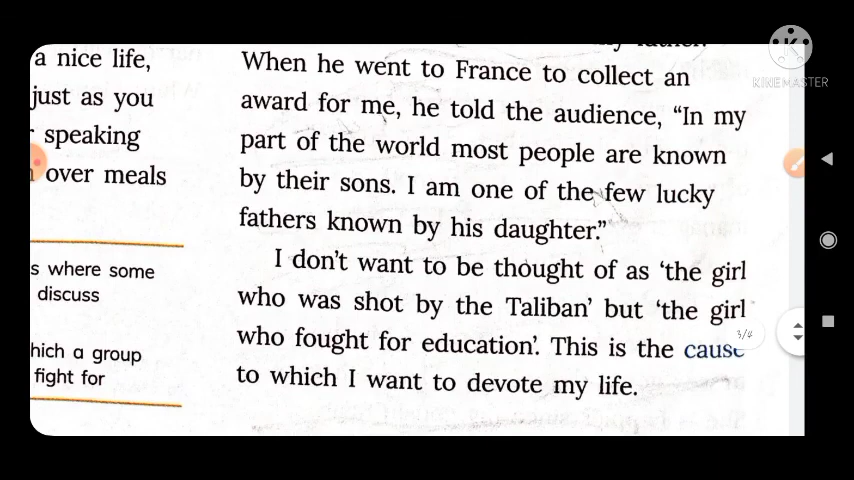 a nice life,
just as you
speaking
over meals
s where some
discuss
hich a group
fight for
father.
When he went to France to collect an
award for me, he told the audience, “In my
part of the world most people are known
by their sons. I am one of the few lucky
fathers known by his daughter.”
I don't want to be thought of as ‘the girl
who was shot by the Taliban’ but ‘the girl
who fought for education’. This is the cause
to which I want to devote my life.
3/4
KINEMASTER